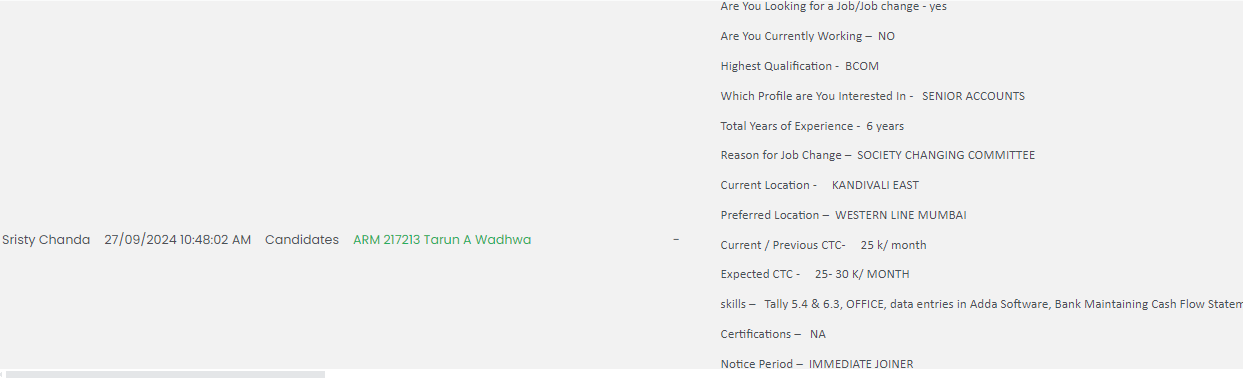 Are You Looking for a Job/Job change - yes
Are You Currently Working – NO
Highest Qualification - BCOM
Which Profile are You Interested In - SENIOR ACCOUNTS
Total Years of Experience - 6 years
Reason for Job Change – SOCIETY CHANGING COMMITTEE
Current Location - KANDIVALI EAST
Preferred Location – WESTERN LINE MUMBAI
Sristy Chanda 27/09/2024 10:48:02 AM Candidates ARM 217213 Tarun A Wadhwa -
Current / Previous CTC- 25 k/ month
Expected CTC - 25- 30 K/ MONTH
skills – Tally 5.4 & 6.3, OFFICE, data entries in Adda Software, Bank Maintaining Cash Flow Statem
Certifications – NA
Notice Period – IMMEDIATE JOINER